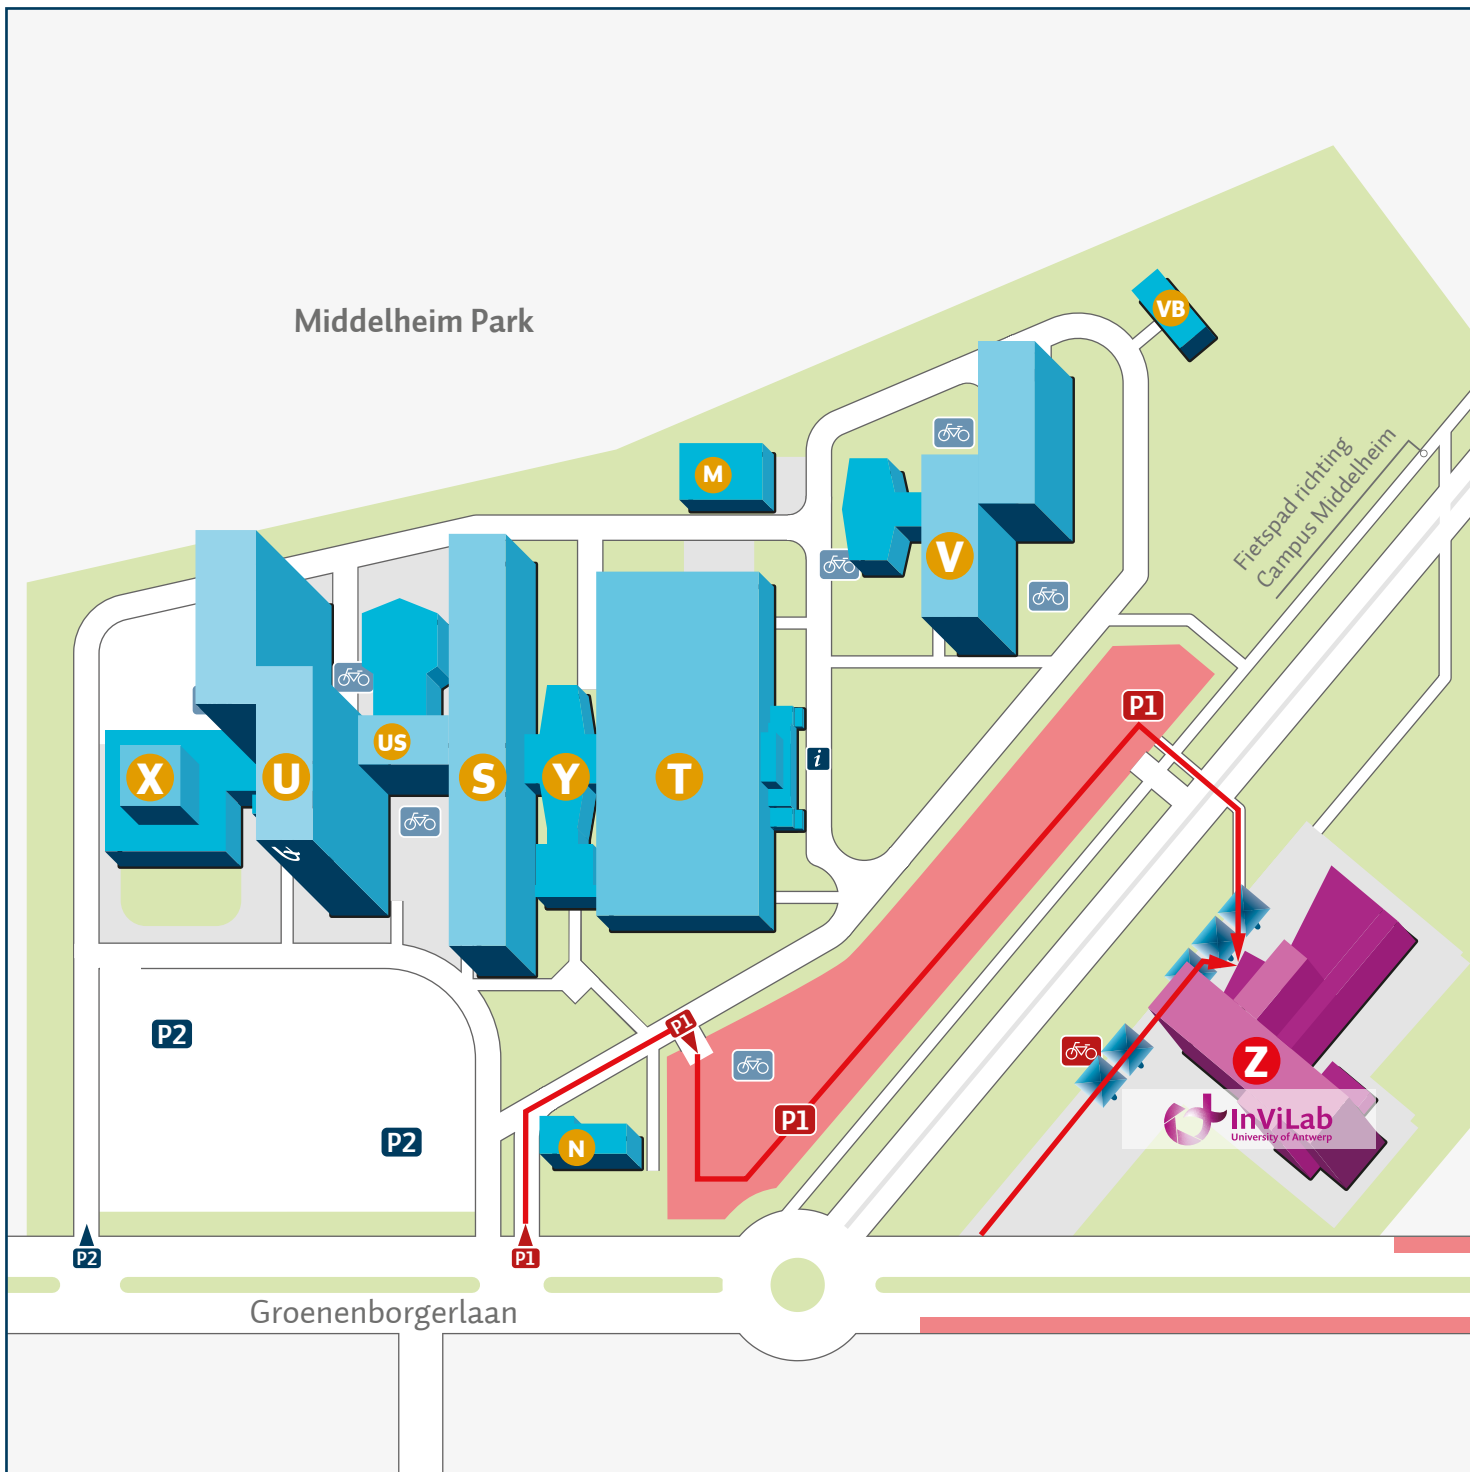 Middelheim Park
VB
Fietspad richting
Campus Middelheim
M
V
P1
US
X
U
S
Y
T
i
P1
P2
Z
P1
InViLab
University of Antwerp
P2
N
P2
P1
Groenenborgerlaan